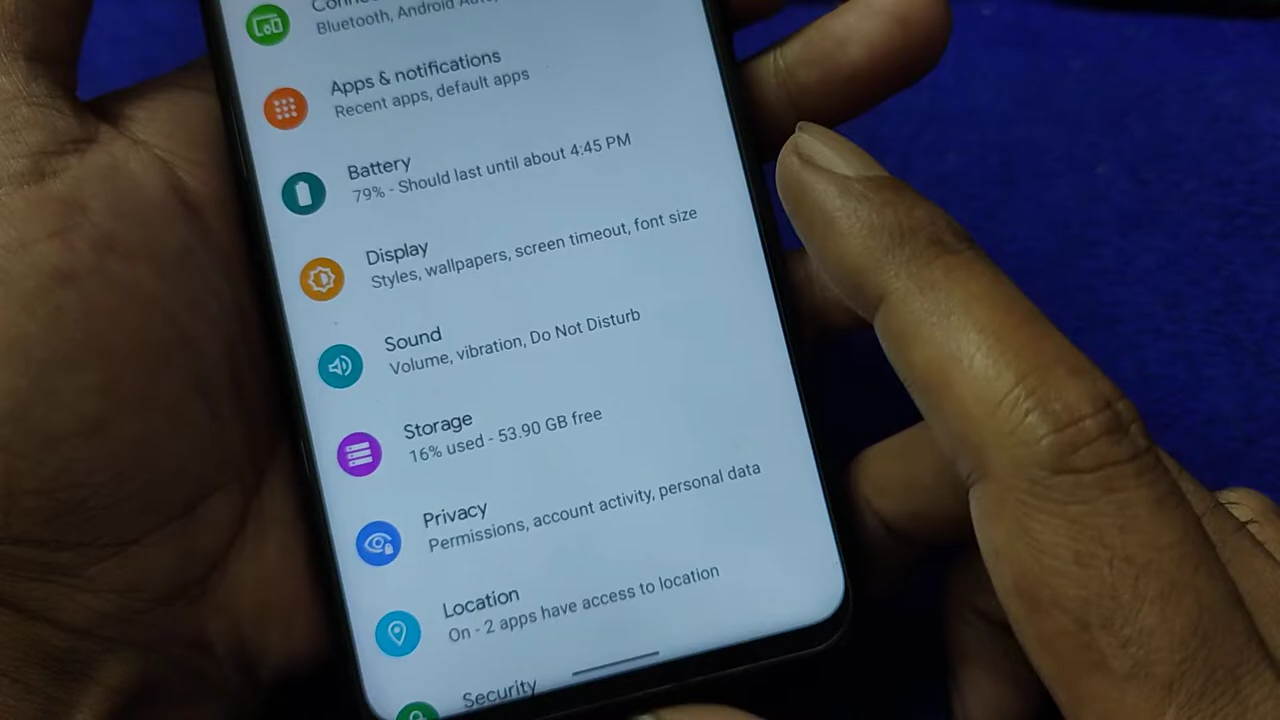 Bluetooth, Android Auto,
Apps & notifications
Recent apps, default apps
Battery
79% - Should last until about 4:45 PM
Display
Styles, wallpapers, screen timeout, font size
Sound
Volume, vibration, Do Not Disturb
Storage
16% used - 53.90 GB free
Privacy
Permissions, account activity, personal data
Location
On - 2 apps have access to location
Security